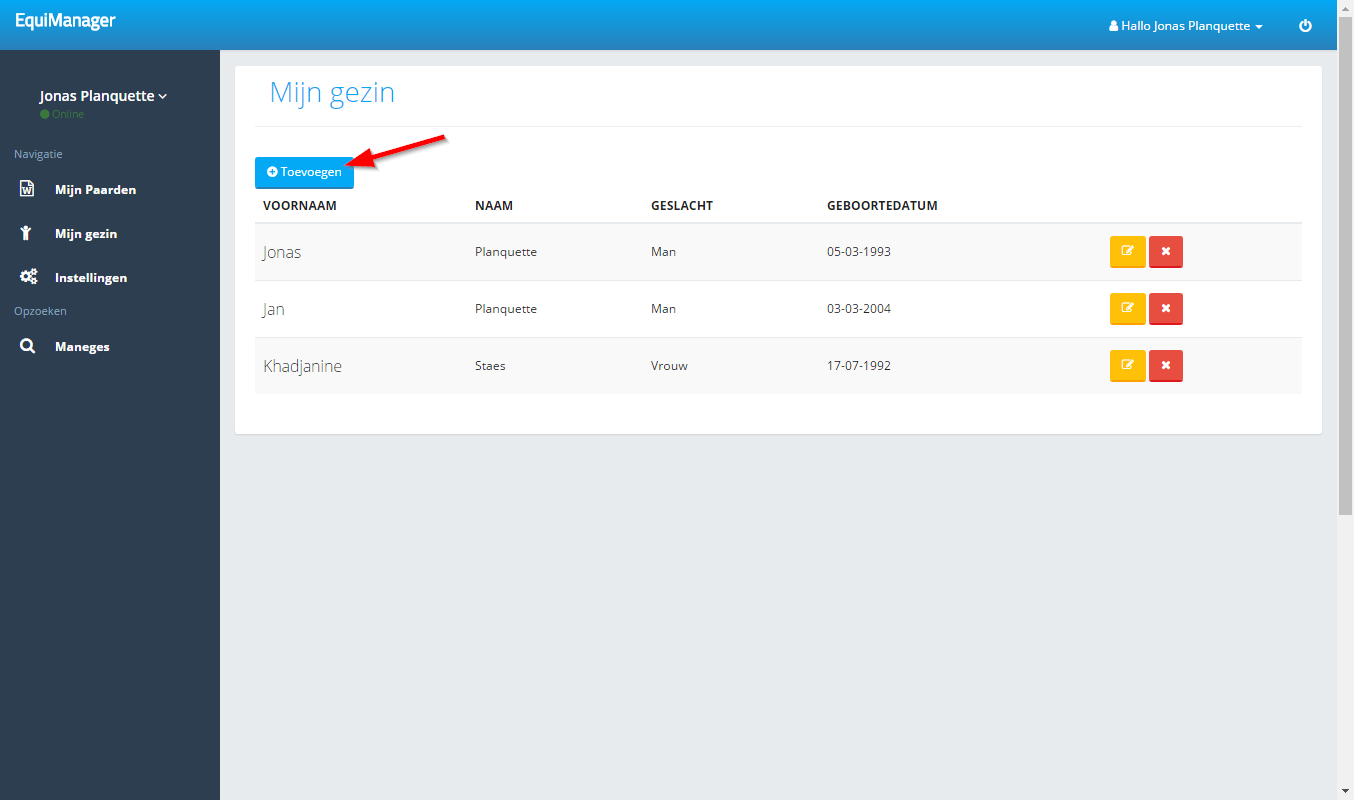 EquiManager
Hallo Jonas Planquette
Jonas Planquette
Online
Navigatie
Mijn Paarden
Mijn gezin
Instellingen
Opzoeken
Maneges
Mijn gezin
Toevoegen
VOORNAAM NAAM GESLACHT GEBOORTEDATUM
Jonas Planquette Man 05-03-1993
Jan Planquette Man 03-03-2004
Khadjanine Staes Vrouw 17-07-1992